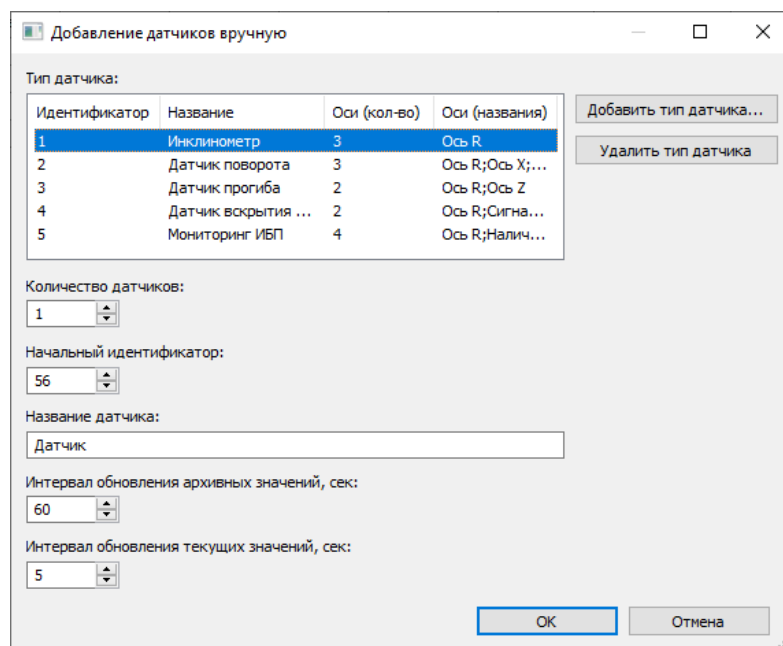 Добавление датчиков вручную
Тип датчика:
Идентификатор Название Оси (кол-во) Оси (названия)
1 Инклинометр 3 Ось R
2 Датчик поворота 3 Ось R;Ось X;...
3 Датчик прогиба 2 Ось R;Ось Z
4 Датчик вскрытия ... 2 Ось R;Сигна...
5 Мониторинг ИБП 4 Ось R;Налич...
Добавить тип датчика...
Удалить тип датчика
Количество датчиков:
1
Начальный идентификатор:
56
Название датчика:
Датчик
Интервал обновления архивных значений, сек:
60
Интервал обновления текущих значений, сек:
5
OK Отмена